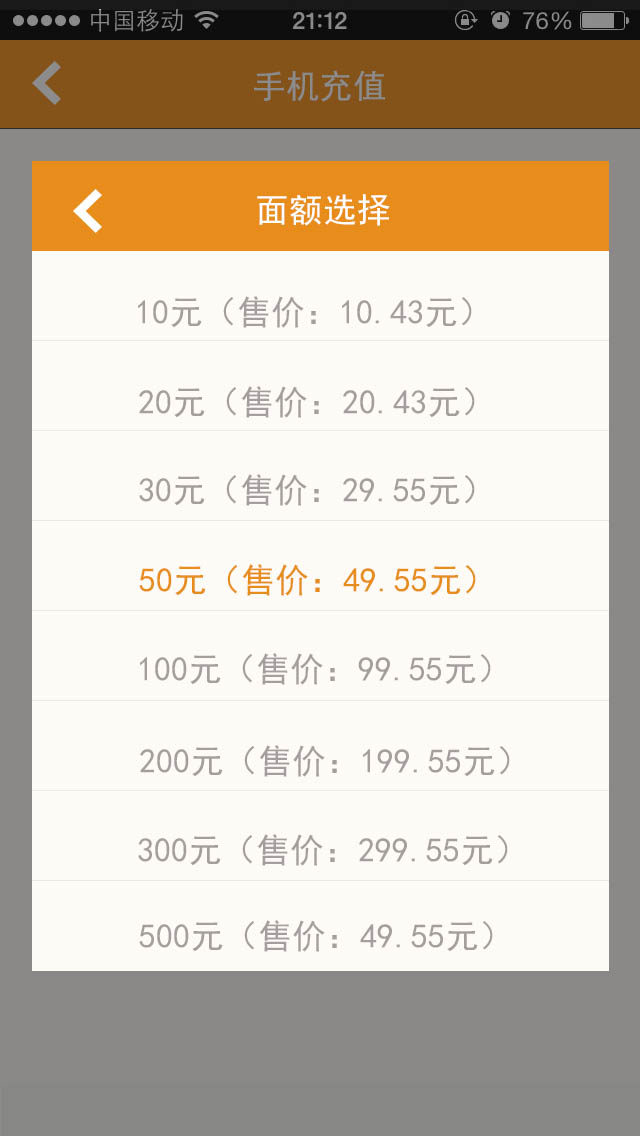 中国移动 21:12 76%
手机充值
面额选择
10元（售价：10.43元）
20元（售价：20.43元）
30元（售价：29.55元）
50元（售价：49.55元）
100元（售价：99.55元）
200元（售价：199.55元）
300元（售价：299.55元）
500元（售价：49.55元）